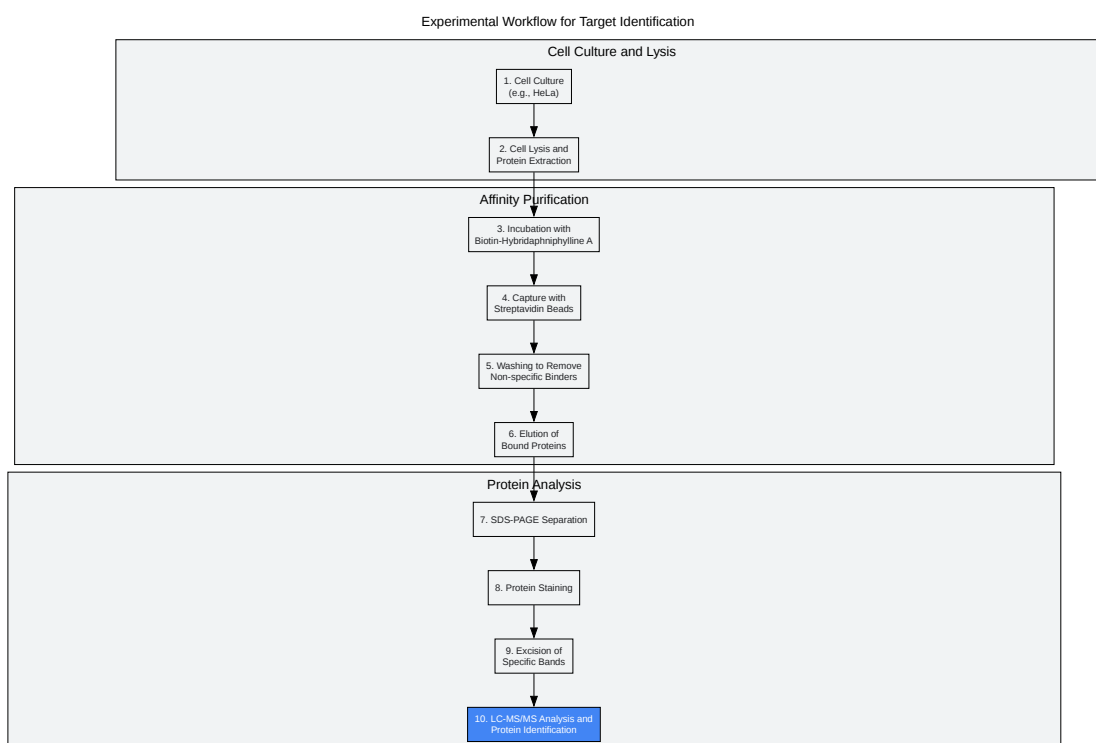 Experimental Workflow for Target Identification
Cell Culture and Lysis
1. Cell Culture
(e.g., HeLa)
2. Cell Lysis and
Protein Extraction
Affinity Purification
3. Incubation with
Biotin-Hybridaphniphylline A
4. Capture with
Streptavidin Beads
5. Washing to Remove
Non-specific Binders
6. Elution of
Bound Proteins
Protein Analysis
7. SDS-PAGE Separation
8. Protein Staining
9. Excision of
Specific Bands
10. LC-MS/MS Analysis and
Protein Identification